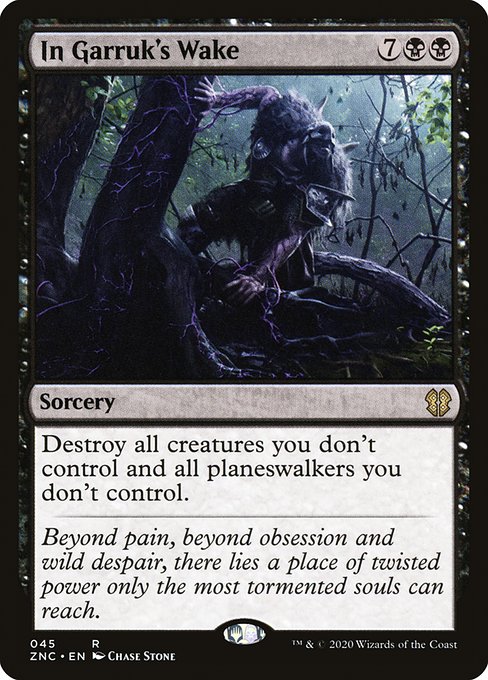 In Garruk's Wake 7
Sorcery
Destroy all creatures you don't
control and all planeswalkers you
don't control.
Beyond pain, beyond obsession and
wild despair, there lies a place of twisted
power only the most tormented souls can
reach.
045 R
ZNC • EN Chase Stone
™ & © 2020 Wizards of the Coast